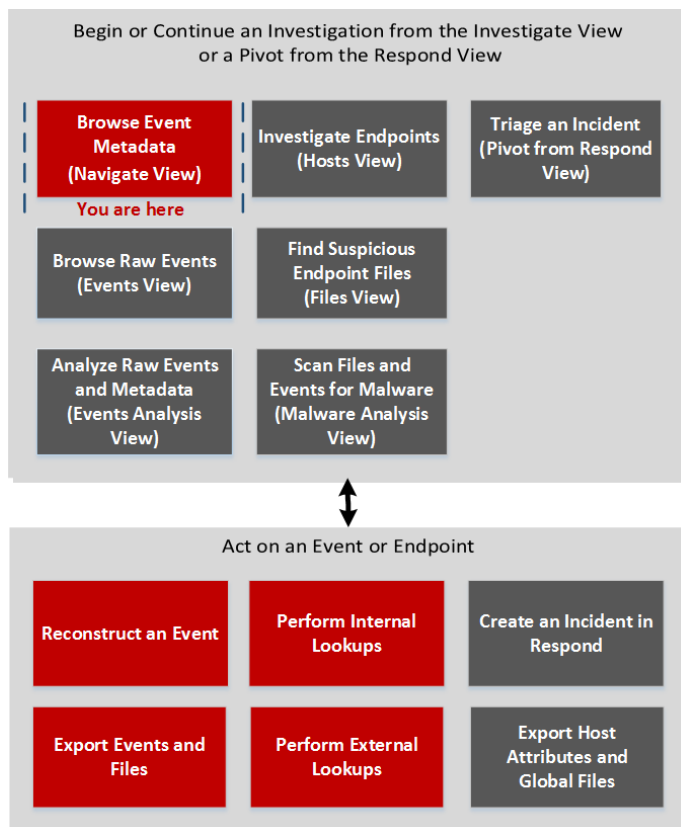 Begin or Continue an Investigation from the Investigate View
or a Pivot from the Respond View
Browse Event
Metadata
(Navigate View)
Investigate Endpoints
(Hosts View)
Triage an Incident
(Pivot from Respond
View)
You are here
Browse Raw Events
(Events View)
Find Suspicious
Endpoint Files
(Files View)
Analyze Raw Events
and Metadata
(Events Analysis
View)
Scan Files and
Events for Malware
(Malware Analysis
View)
Act on an Event or Endpoint
Reconstruct an Event
Perform Internal
Lookups
Create an Incident in
Respond
Export Events and
Files
Perform External
Lookups
Export Host
Attributes and
Global Files